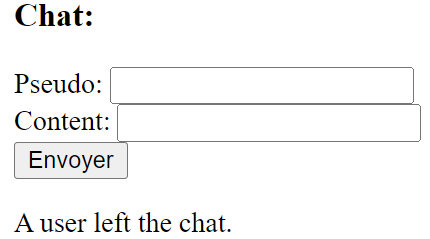 Chat:
Pseudo:
Content:
Envoyer
A user left the chat.